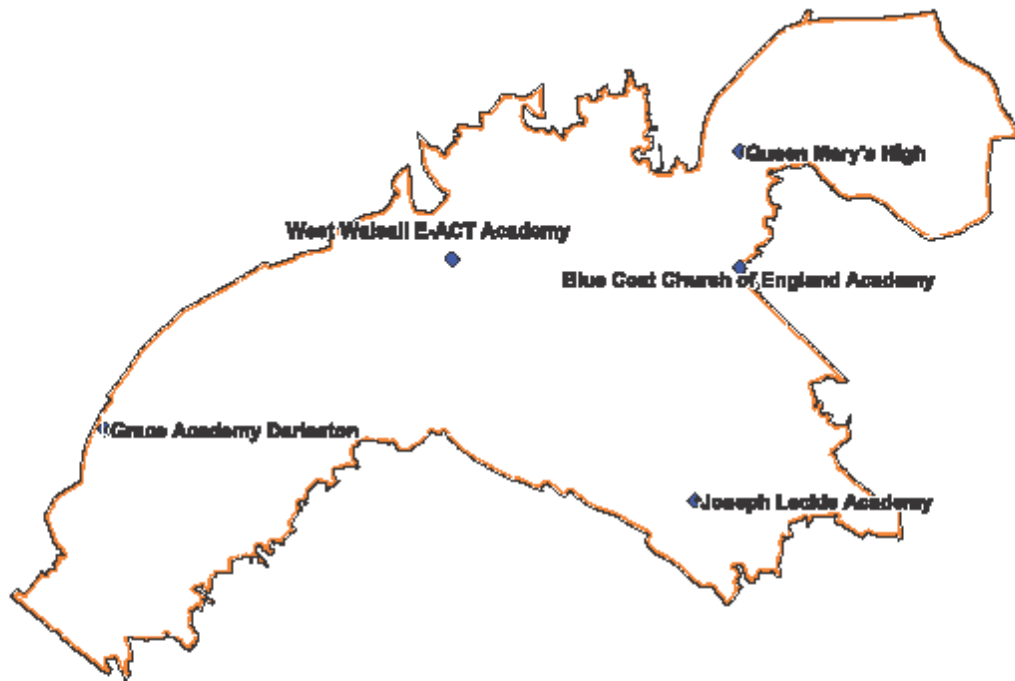 Queen Mary's High
West Walsall E-ACT Academy
Blue Coat Church of England Academy
Grace Academy Darlaston
Joseph Leckie Academy